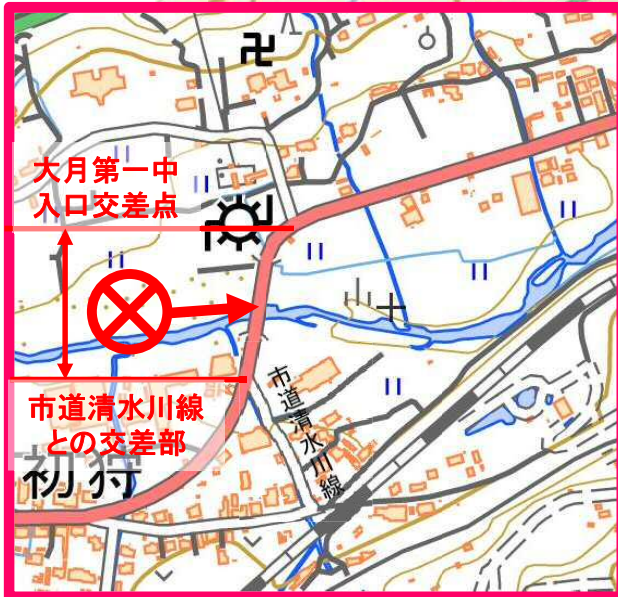 大月第一中
入口交差点
市道清水川線
市道清水川線
との交差部
初狩